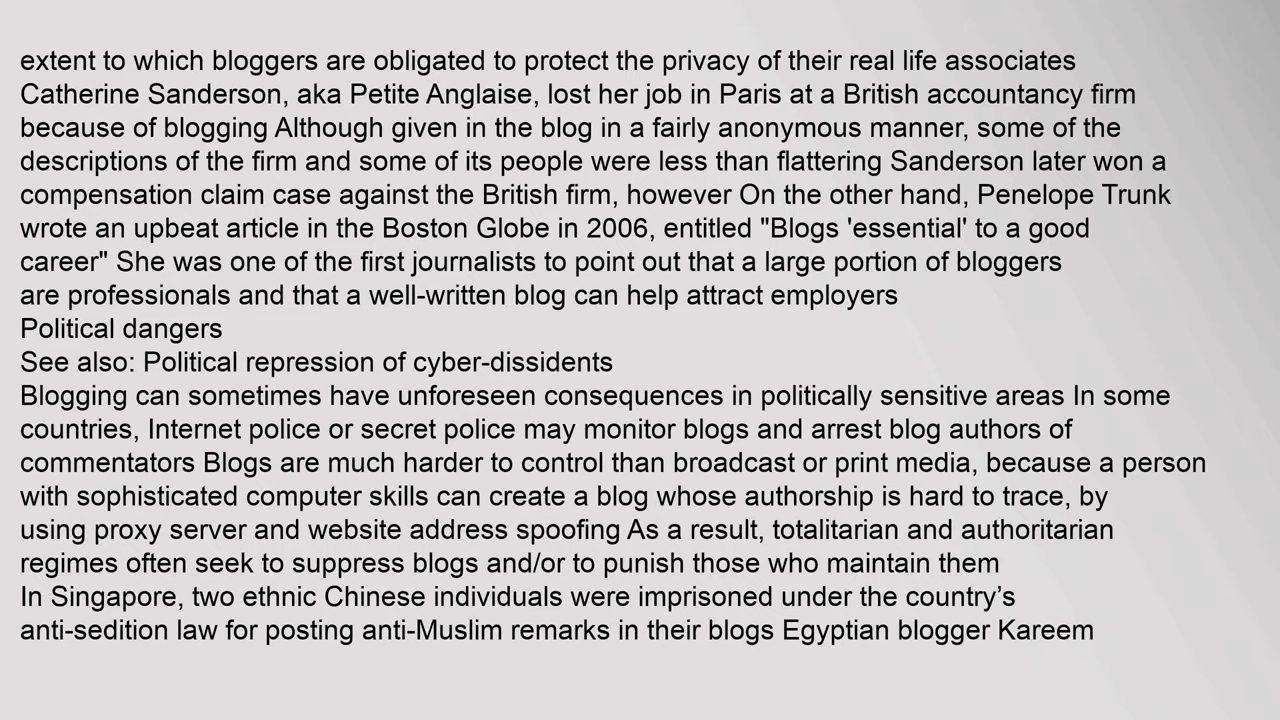 extent to which bloggers are obligated to protect the privacy of their real life associates
Catherine Sanderson, aka Petite Anglaise, lost her job in Paris at a British accountancy firm
because of blogging Although given in the blog in a fairly anonymous manner, some of the
descriptions of the firm and some of its people were less than flattering Sanderson later won a
compensation claim case against the British firm, however On the other hand, Penelope Trunk
wrote an upbeat article in the Boston Globe in 2006, entitled "Blogs 'essential' to a good
career" She was one of the first journalists to point out that a large portion of bloggers
are professionals and that a well-written blog can help attract employers
Political dangers
See also: Political repression of cyber-dissidents
Blogging can sometimes have unforeseen consequences in politically sensitive areas In some
countries, Internet police or secret police may monitor blogs and arrest blog authors of
commentators Blogs are much harder to control than broadcast or print media, because a person
with sophisticated computer skills can create a blog whose authorship is hard to trace, by
using proxy server and website address spoofing As a result, totalitarian and authoritarian
regimes often seek to suppress blogs and/or to punish those who maintain them
In Singapore, two ethnic Chinese individuals were imprisoned under the country’s
anti-sedition law for posting anti-Muslim remarks in their blogs Egyptian blogger Kareem